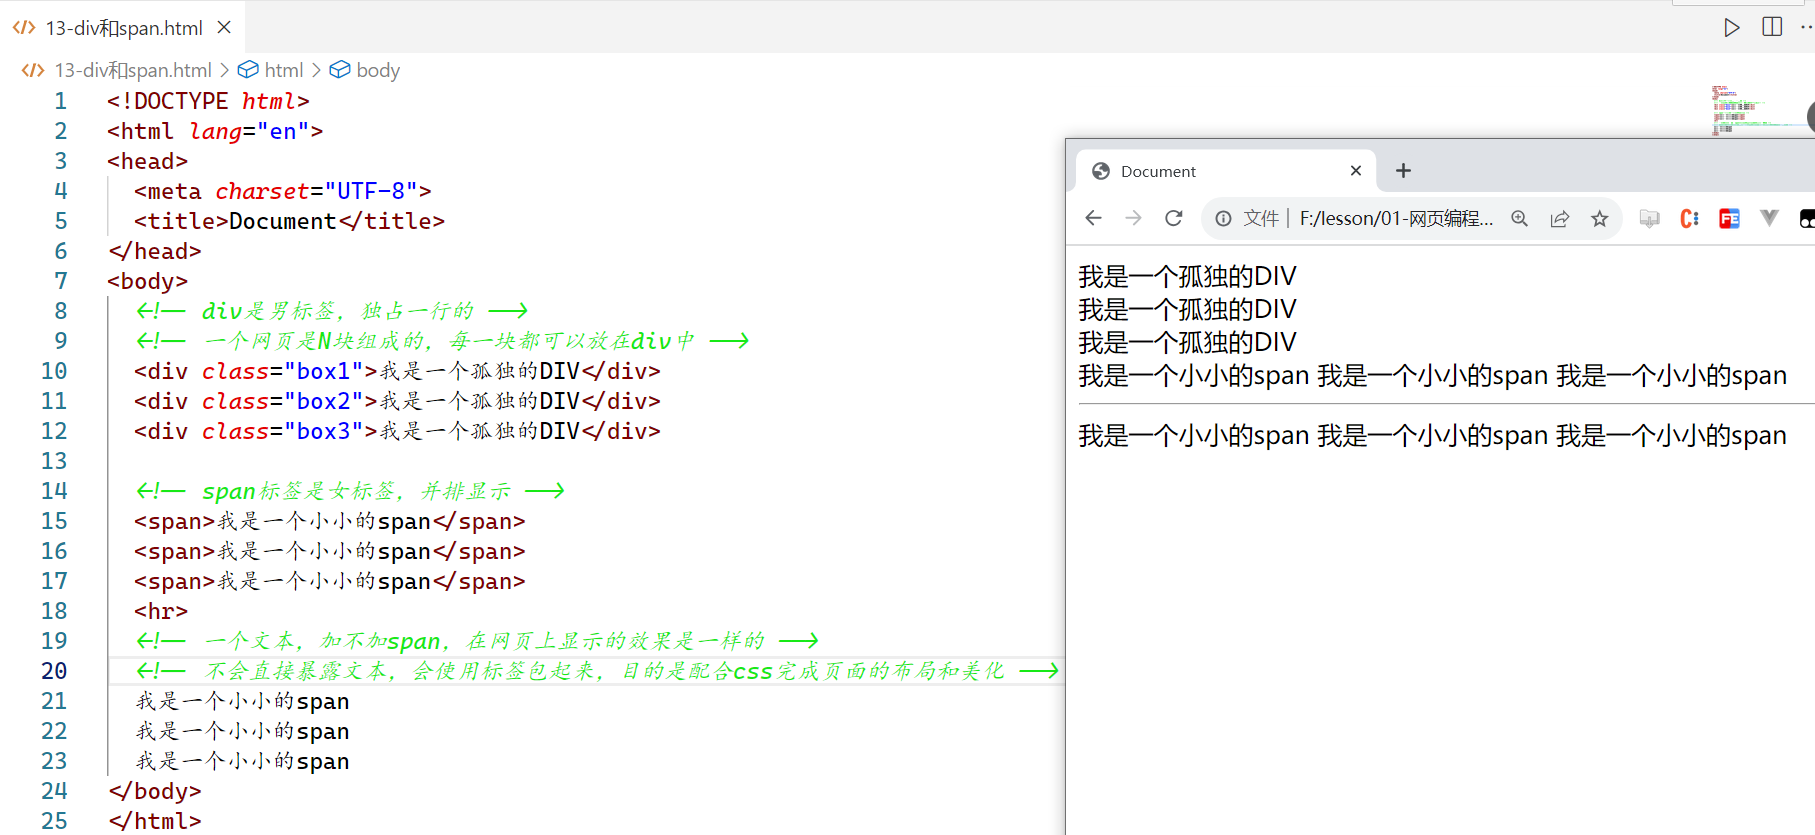 13-div和span.html
13-div和span.html > html > body
1 <!DOCTYPE html>
2 <html lang="en">
3 <head>
4 <meta charset="UTF-8">
5 <title>Document</title>
6 </head>
7 <body>
8 <!-- div是男标签，独占一行的 -->
9 <!-- 一个网页是N块组成的，每一块都可以放在div中 -->
10 <div class="box1">我是一个孤独的DIV</div>
11 <div class="box2">我是一个孤独的DIV</div>
12 <div class="box3">我是一个孤独的DIV</div>
13
14 <!-- span标签是女标签，并排显示 -->
15 <span>我是一个小小的span</span>
16 <span>我是一个小小的span</span>
17 <span>我是一个小小的span</span>
18 <hr>
19 <!-- 一个文本，加不加span，在网页上显示的效果是一样的 -->
20 <!-- 不会直接暴露文本，会使用标签包起来，目的是配合css完成页面的布局和美化 -->
21 我是一个小小的span
22 我是一个小小的span
23 我是一个小小的span
24 </body>
25 </html>
Document
文件 | F:/lesson/01-网页编程...
我是一个孤独的DIV
我是一个孤独的DIV
我是一个孤独的DIV
我是一个小小的span 我是一个小小的span 我是一个小小的span
我是一个小小的span 我是一个小小的span 我是一个小小的span